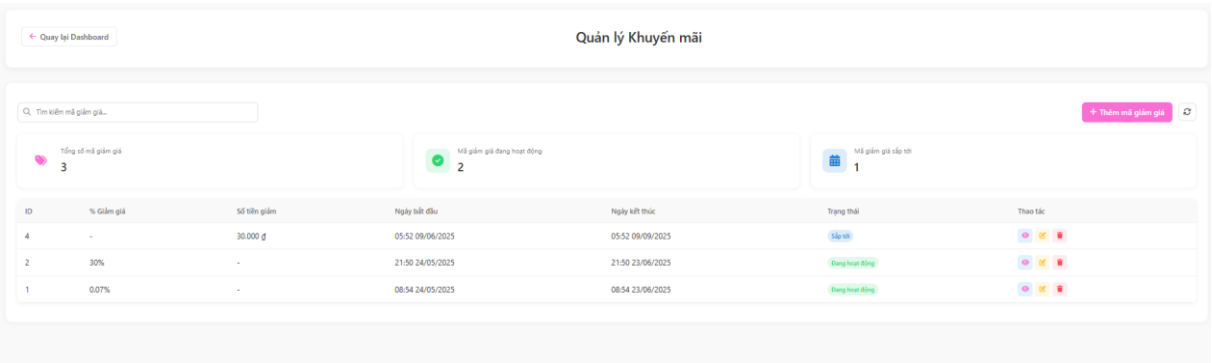 ← Quay lại Dashboard
Quản lý Khuyến mãi
Tìm kiếm mã giảm giá...
+ Thêm mã giảm giá
Tổng số mã giảm giá
3
Mã giảm giá đang hoạt động
2
Mã giảm giá sắp tới
1
ID % Giảm giá Số tiền giảm Ngày bắt đầu Ngày kết thúc Trạng thái Thao tác
4 - 30.000 ₫ 05:52 09/06/2025 05:52 09/09/2025 Sắp tới
2 30% - 21:50 24/05/2025 21:50 23/06/2025 Đang hoạt động
1 0.07% - 08:54 24/05/2025 08:54 23/06/2025 Đang hoạt động